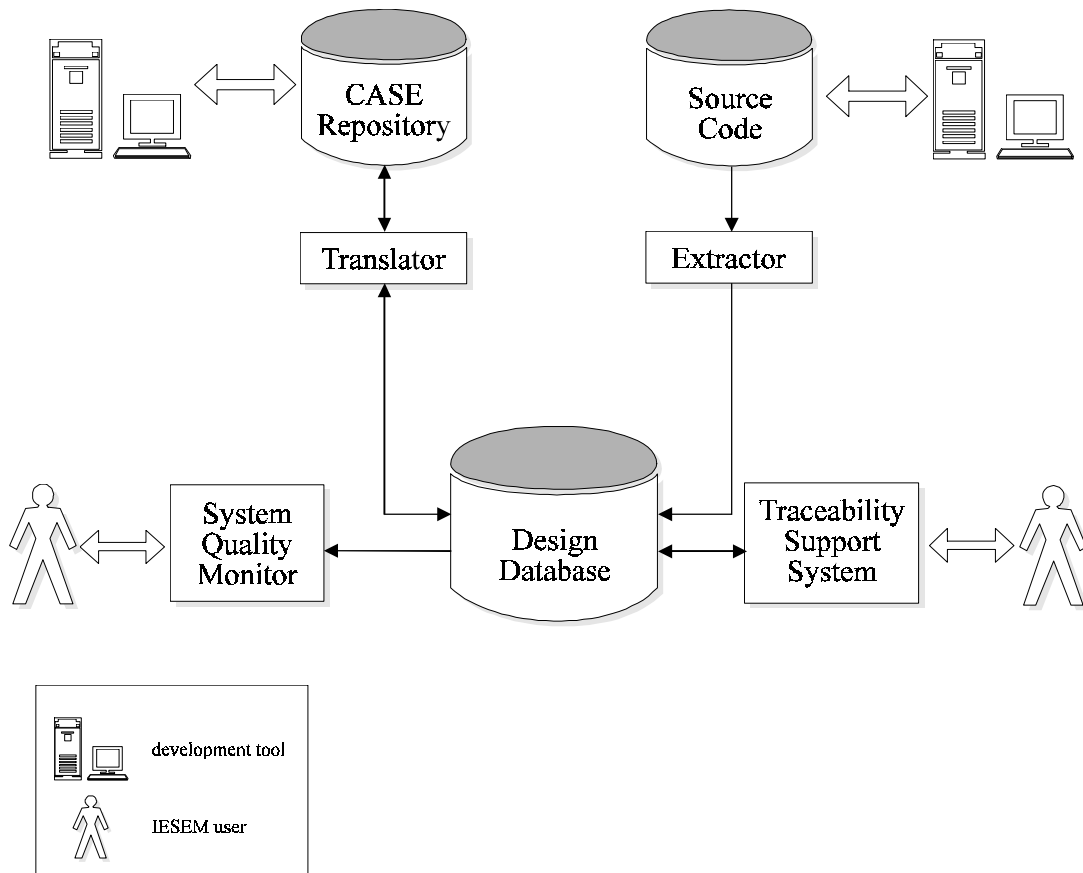 CASE
Repository
Source
Code
Translator
Extractor
System
Quality
Monitor
Design
Database
Traceability
Support
System
development tool
IESEM user